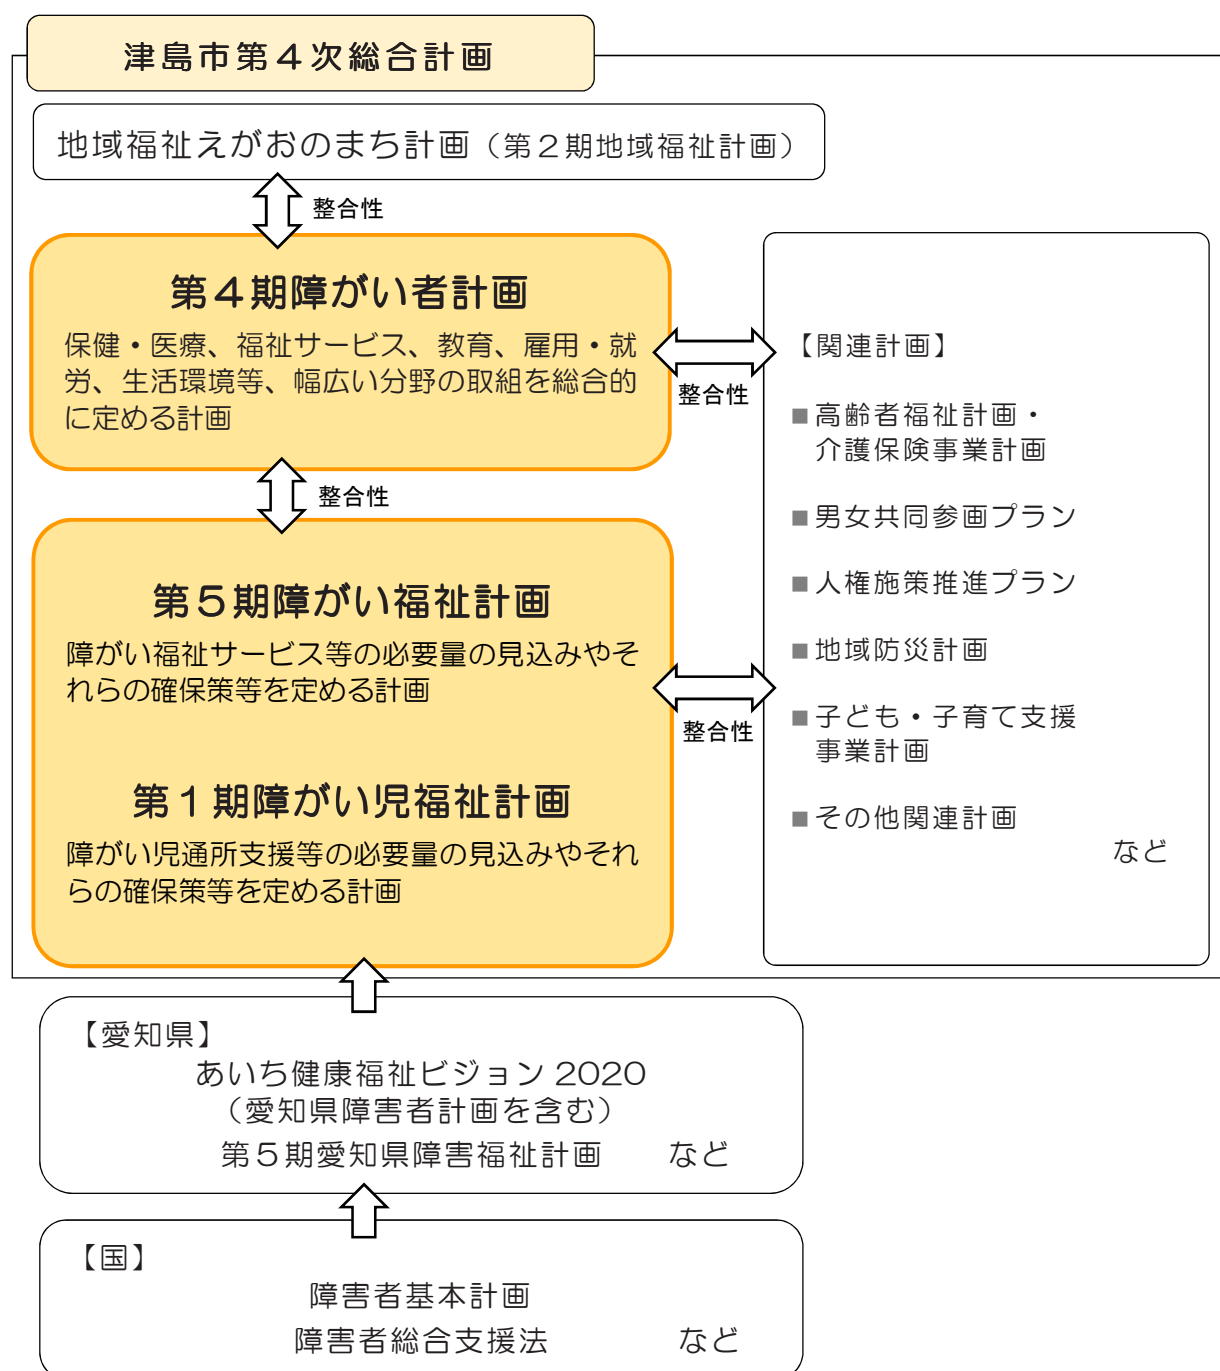 津島市第４次総合計画
地域福祉えがおのまち計画（第２期地域福祉計画）
整合性
第４期障がい者計画
保健・医療、福祉サービス、教育、雇用・就
労、生活環境等、幅広い分野の取組を総合的
に定める計画
整合性
整合性
第５期障がい福祉計画
障がい福祉サービス等の必要量の見込みやそ
れらの確保策等を定める計画
整合性
第１期障がい児福祉計画
障がい児通所支援等の必要量の見込みやそれ
らの確保策等を定める計画
【関連計画】
■高齢者福祉計画・
介護保険事業計画
■男女共同参画プラン
■人権施策推進プラン
■地域防災計画
■子ども・子育て支援
事業計画
■その他関連計画
など
【愛知県】
あいち健康福祉ビジョン 2020
（愛知県障害者計画を含む）
第５期愛知県障害福祉計画　　など
【国】
障害者基本計画
障害者総合支援法　　など